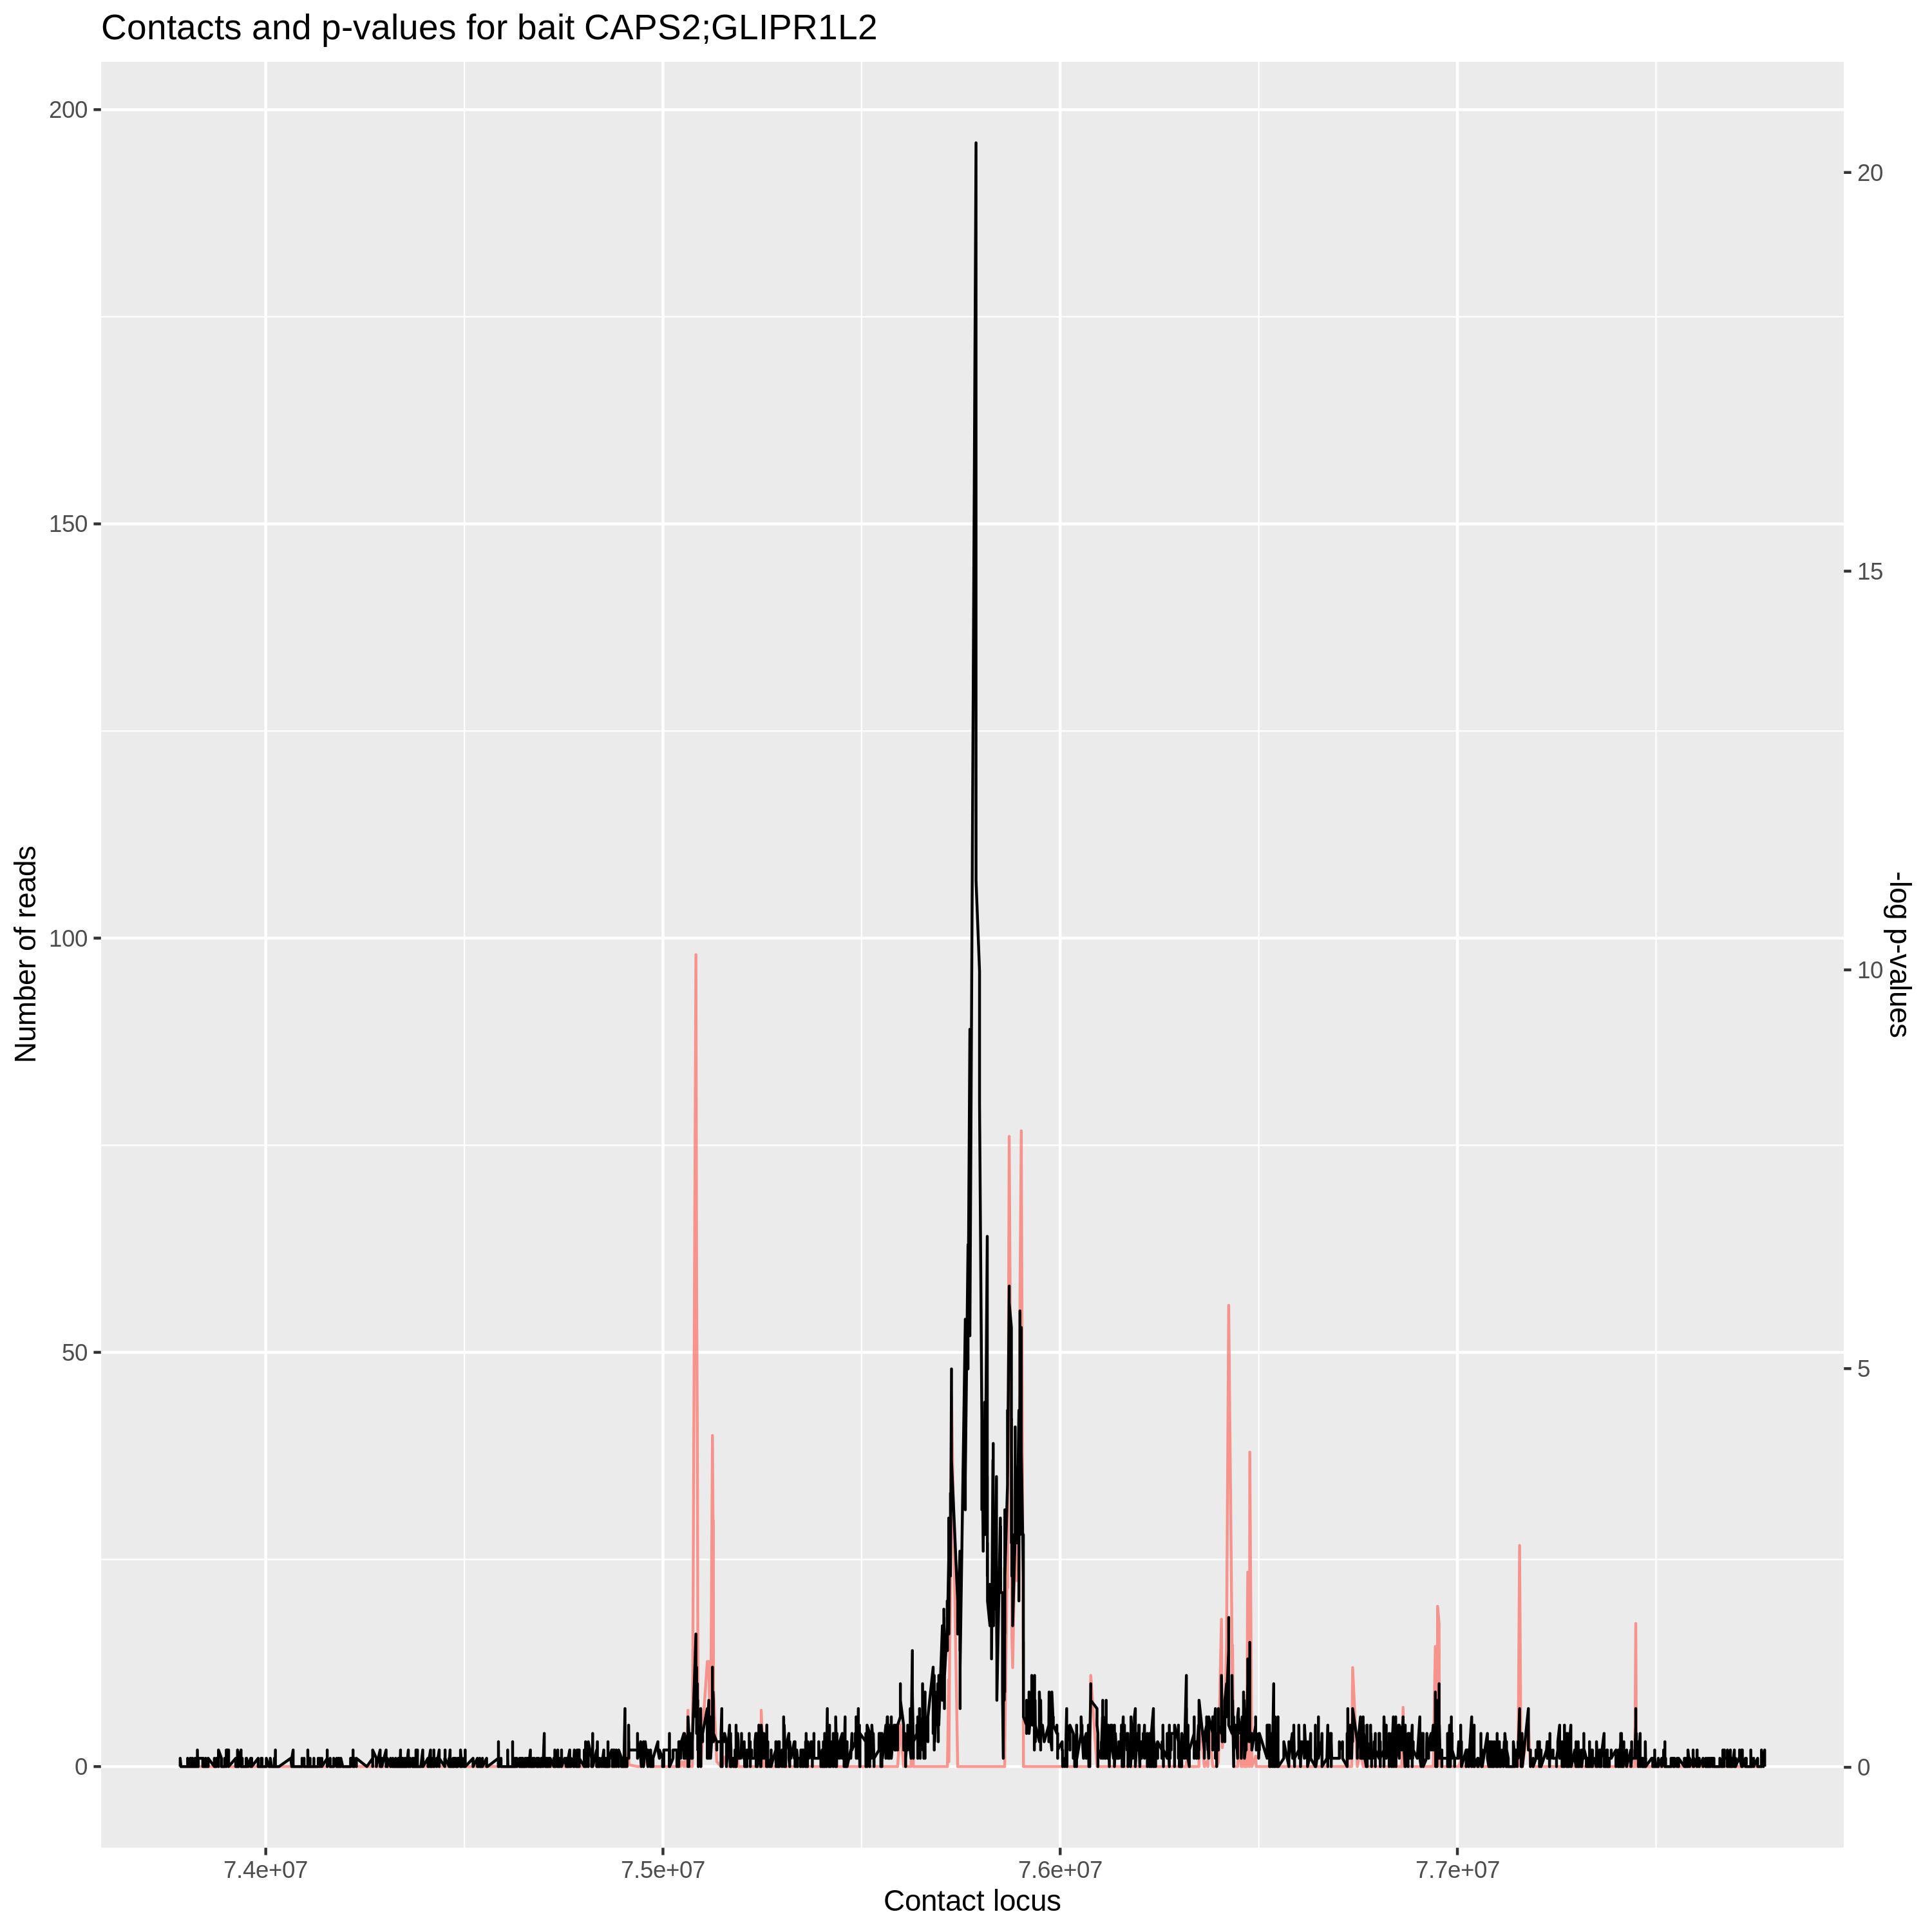 Contacts and p-values for bait CAPS2;GLIPR1L2
200
150
100
50
0
Number of reads
20
15
10
5
0
-log p-values
7.4e+07 7.5e+07 7.6e+07 7.7e+07
Contact locus